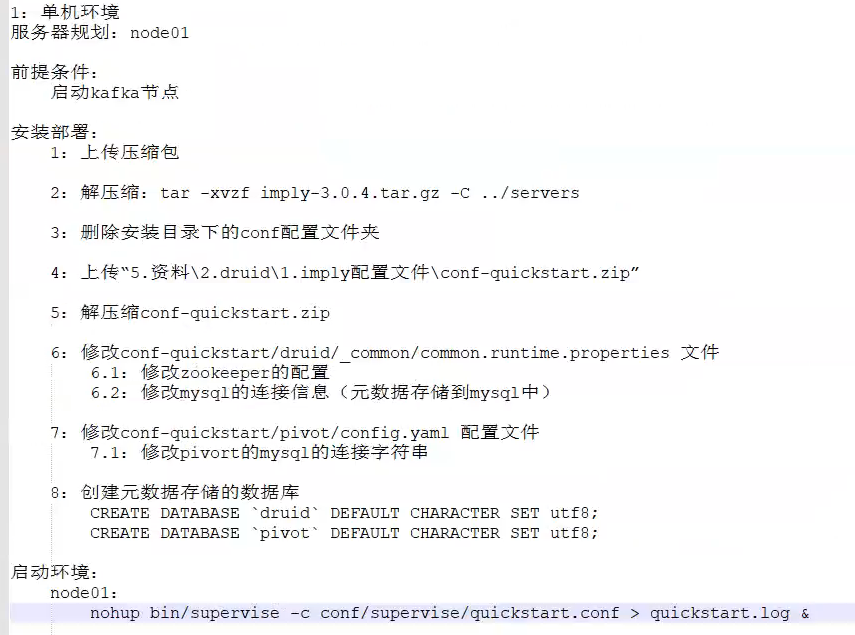 1: 单机环境
服务器规划: node01
前提条件:
启动kafka节点
安装部署:
1: 上传压缩包
2: 解压缩: tar -xvzf imply-3.0.4.tar.gz -C ../servers
3: 删除安装目录下的conf配置文件夹
4: 上传“5.资料\2.druid\1.imply配置文件\conf-quickstart.zip”
5: 解压缩conf-quickstart.zip
6: 修改conf-quickstart/druid/_common/common.runtime.properties 文件
6.1: 修改zookeeper的配置
6.2: 修改mysql的连接信息（元数据存储到mysql中）
7: 修改conf-quickstart/pivot/config.yaml 配置文件
7.1: 修改pivort的mysql的连接字符串
8: 创建元数据存储的数据库
CREATE DATABASE `druid` DEFAULT CHARACTER SET utf8;
CREATE DATABASE `pivot` DEFAULT CHARACTER SET utf8;
启动环境:
node01:
nohup bin/supervise -c conf/supervise/quickstart.conf > quickstart.log &